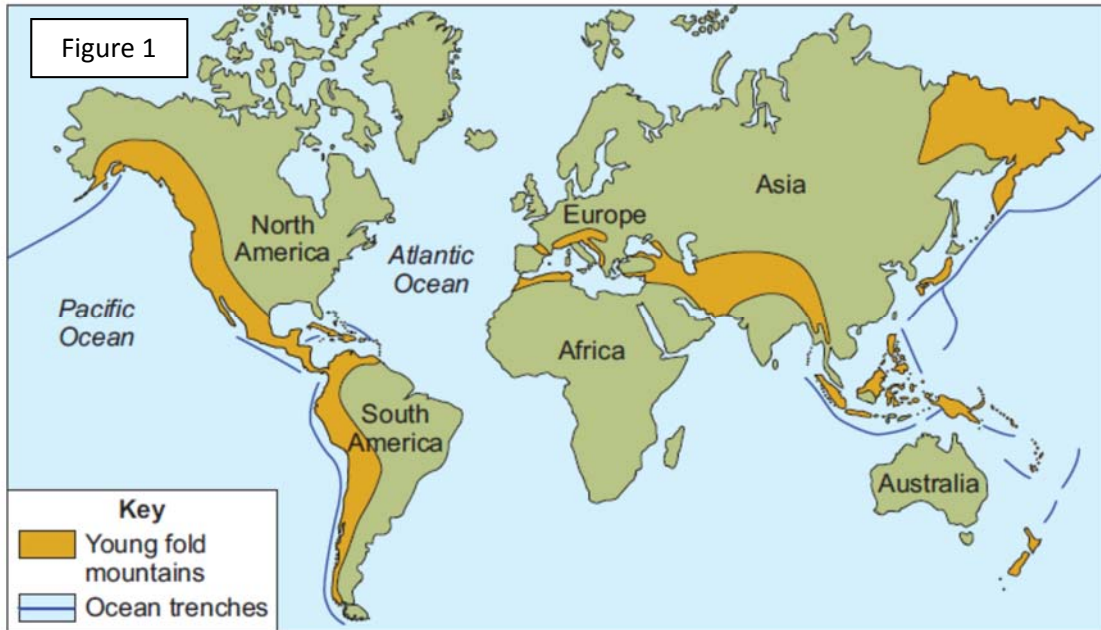 Figure 1
North
America
Atlantic
Ocean
Pacific
Ocean
South
America
Europe
Asia
Africa
Australia
Key
Young fold
mountains
Ocean trenches